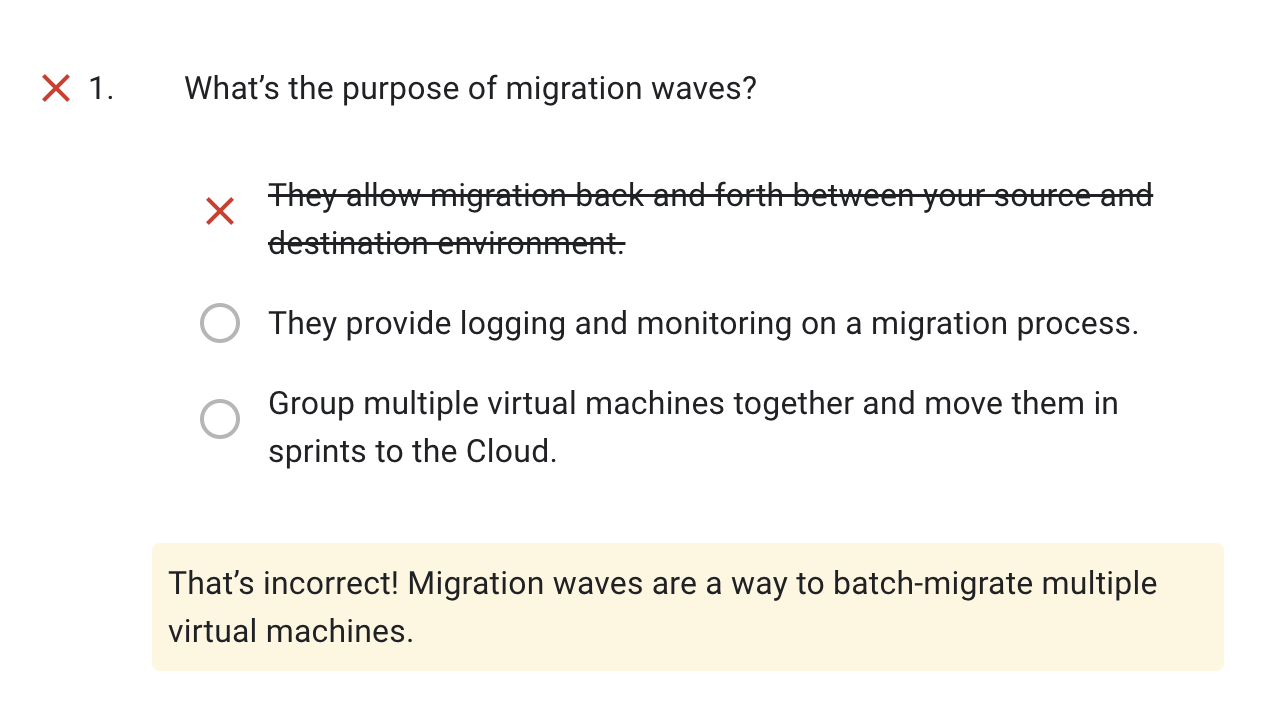 1. What’s the purpose of migration waves?
They allow migration back and forth between your source and
destination environment.
They provide logging and monitoring on a migration process.
Group multiple virtual machines together and move them in
sprints to the Cloud.
That’s incorrect! Migration waves are a way to batch-migrate multiple
virtual machines.